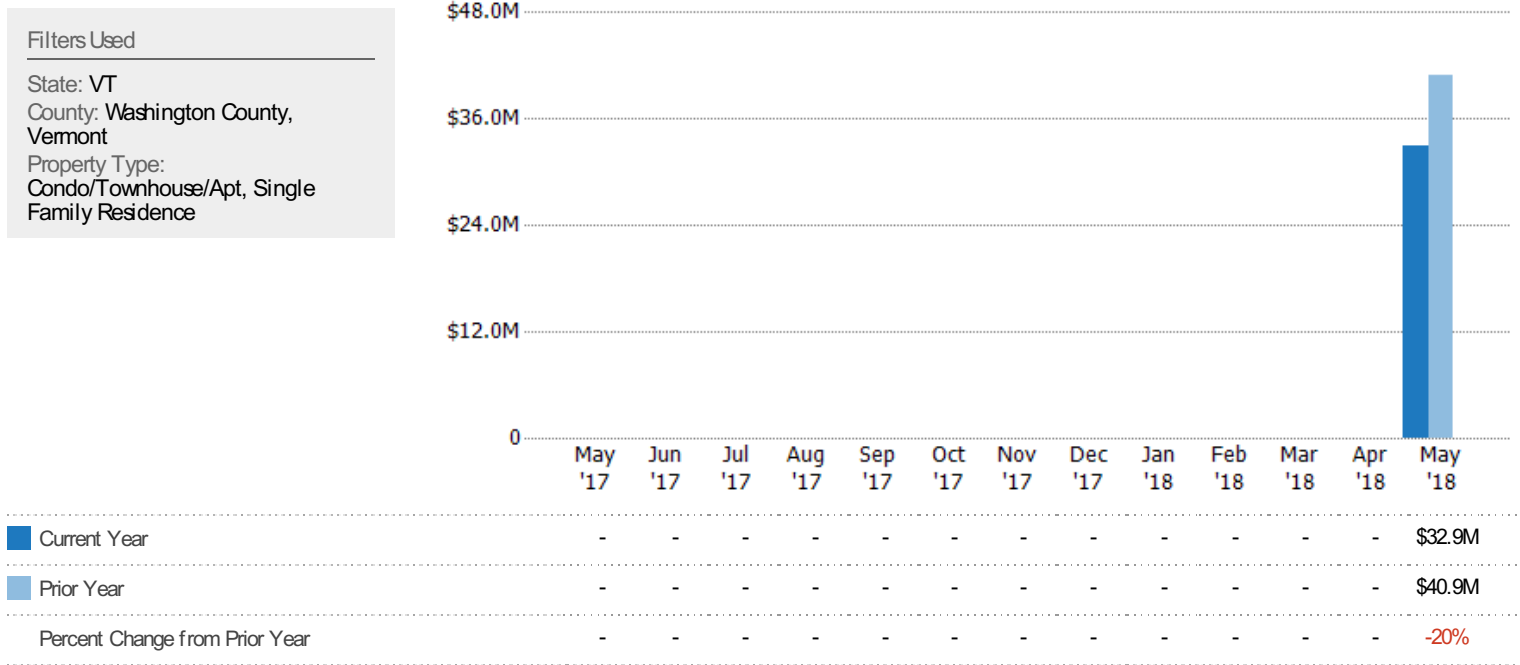 Filters Used
State: VT
County: Washington County,
Vermont
Property Type:
Condo/Townhouse/Apt, Single
Family Residence
$48.0M
$36.0M
$24.0M
$12.0M
0
May Jun Jul Aug Sep Oct Nov Dec Jan Feb Mar Apr May
'17 '17 '17 '17 '17 '17 '17 '17 '18 '18 '18 '18 '18
Current Year - - - - - - - - - - - - $32.9M
Prior Year - - - - - - - - - - - - $40.9M
Percent Change from Prior Year - - - - - - - - - - - - -20%